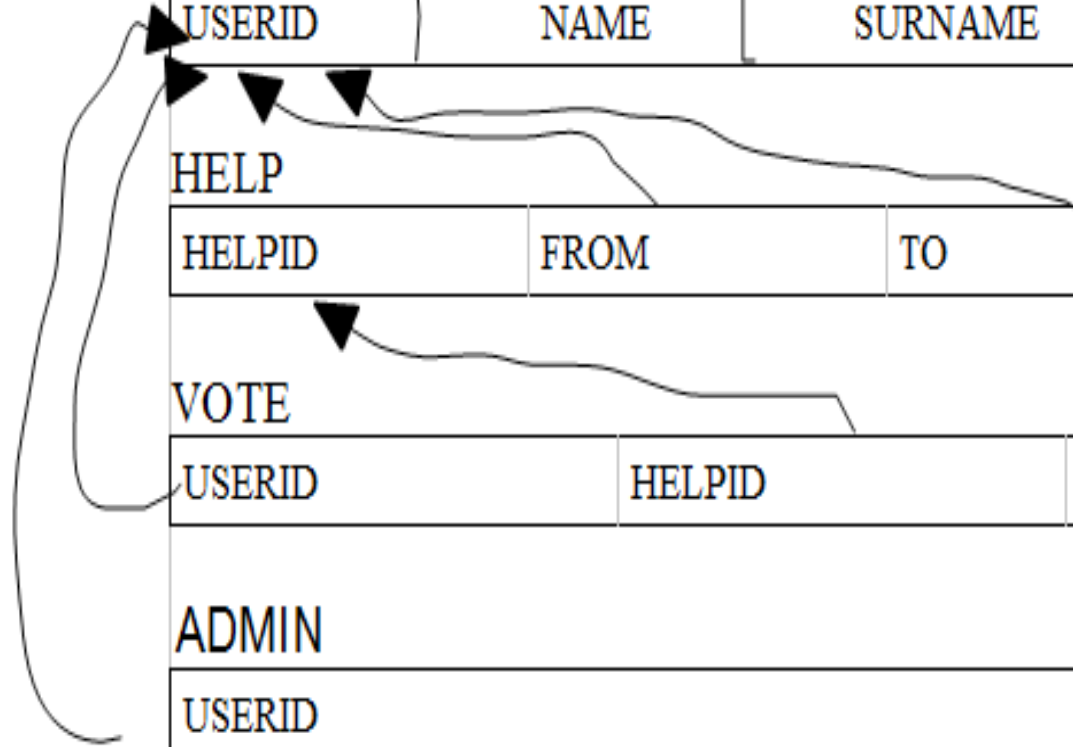 USERID NAME SURNAME
HELP
HELPID FROM TO
VOTE
USERID HELPID
ADMIN
USERID